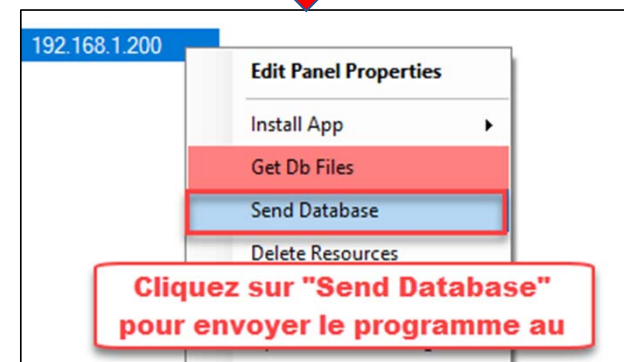 192.168.1.200
Edit Panel Properties
Install App
Get Db Files
Send Database
Delete Resources
Cliquez sur "Send Database"
pour envoyer le programme au